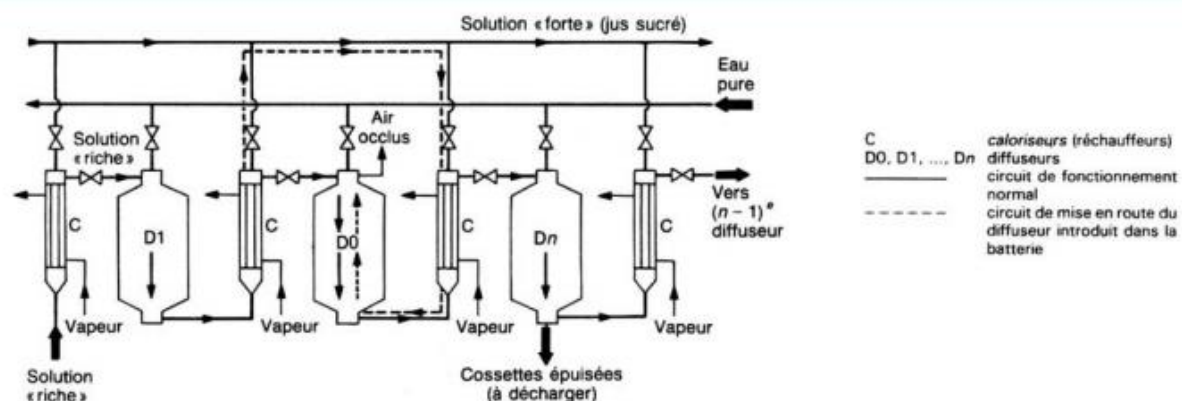 Solution «forte» (jus sucré)
Eau
pure
Air
occlus
Solution
«riche»
C
D1
C
D0
C
Dn
C
Vers
(n – 1)e
diffuseur
Vapeur
Vapeur
Vapeur
Vapeur
Solution
«riche»
Cossettes épuisées
(à décharger)
C caloriseurs (réchauffeurs)
D0, D1, ..., Dn diffuseurs
circuit de fonctionnement
normal
circuit de mise en route du
diffuseur introduit dans la
batterie